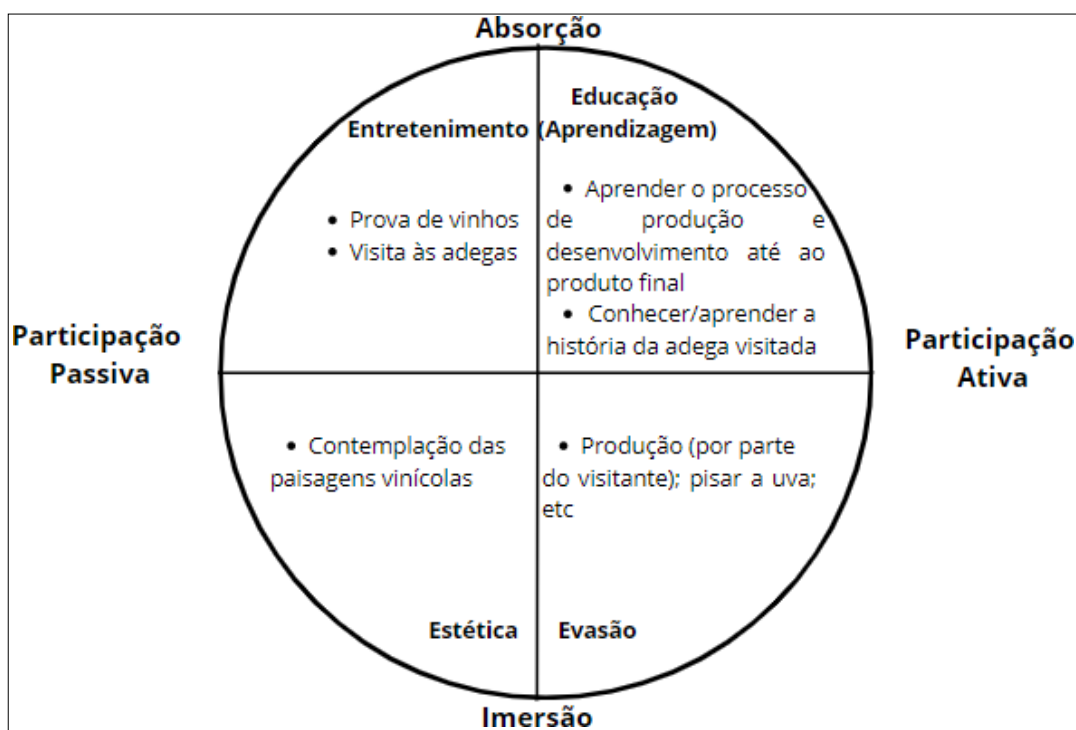 Absorção
Entretenimento
Educação
(Aprendizagem)
• Prova de vinhos
• Visita às adegas
• Aprender o processo
de produção e
desenvolvimento até ao
produto final
• Conhecer/aprender a
história da adega visitada
Participação
Passiva
Participação
Ativa
• Contemplação das
paisagens vinícolas
• Produção (por parte
do visitante); pisar a uva;
etc
Estética
Evasão
Imersão